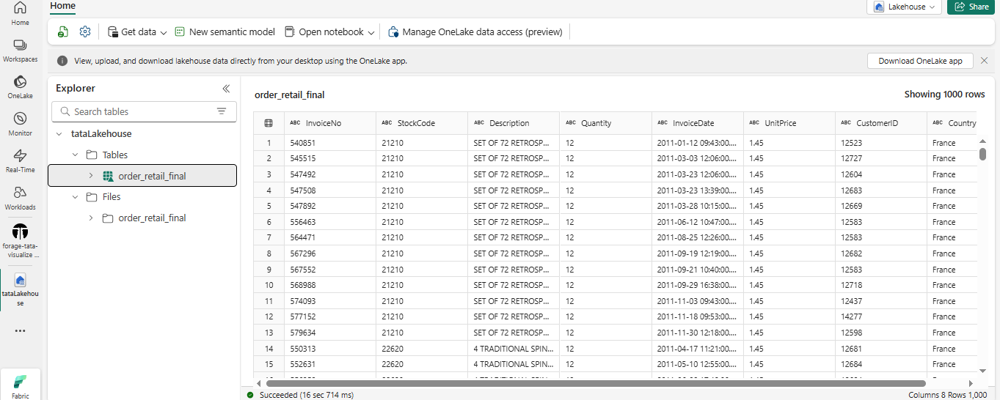 Home
Lakehouse
Share
Home
Workspaces
OneLake
Monitor
Real-Time
Workloads
forage-tata-
visualize ...
tataLakehou
se
...
Fabric
Get data
New semantic model
Open notebook
Manage OneLake data access (preview)
View, upload, and download lakehouse data directly from your desktop using the OneLake app.
Download OneLake app
Explorer
Search tables
tataLakehouse
Tables
order_retail_final
Files
order_retail_final
order_retail_final
Showing 1000 rows
ABC InvoiceNo ABC StockCode ABC Description ABC Quantity ABC InvoiceDate ABC UnitPrice ABC CustomerID ABC Country
1 540851 21210 SET OF 72 RETROSP... 12 2011-01-12 09:43:00.... 1.45 12523 France
2 545515 21210 SET OF 72 RETROSP... 12 2011-03-03 12:06:00.... 1.45 12727 France
3 547492 21210 SET OF 72 RETROSP... 12 2011-03-23 12:06:00.... 1.45 12604 France
4 547508 21210 SET OF 72 RETROSP... 12 2011-03-23 13:39:00.... 1.45 12683 France
5 547892 21210 SET OF 72 RETROSP... 12 2011-03-28 10:15:00.... 1.45 12669 France
6 556463 21210 SET OF 72 RETROSP... 12 2011-06-12 10:47:00.... 1.45 12583 France
7 564471 21210 SET OF 72 RETROSP... 12 2011-08-25 12:26:00.... 1.45 12583 France
8 567296 21210 SET OF 72 RETROSP... 12 2011-09-19 12:19:00.... 1.45 12682 France
9 567552 21210 SET OF 72 RETROSP... 12 2011-09-21 10:40:00.... 1.45 12583 France
10 568988 21210 SET OF 72 RETROSP... 12 2011-09-29 16:38:00.... 1.45 12718 France
11 574093 21210 SET OF 72 RETROSP... 12 2011-11-03 09:43:00.... 1.45 12437 France
12 577152 21210 SET OF 72 RETROSP... 12 2011-11-18 09:53:00.... 1.45 14277 France
13 579634 21210 SET OF 72 RETROSP... 12 2011-11-30 12:18:00.... 1.45 12598 France
14 550313 22620 4 TRADITIONAL SPIN... 12 2011-04-17 11:21:00.... 1.45 12681 France
15 552631 22620 4 TRADITIONAL SPIN... 12 2011-05-10 12:55:00.... 1.45 12684 France
Succeeded (16 sec 714 ms)
Columns 8 Rows 1,000